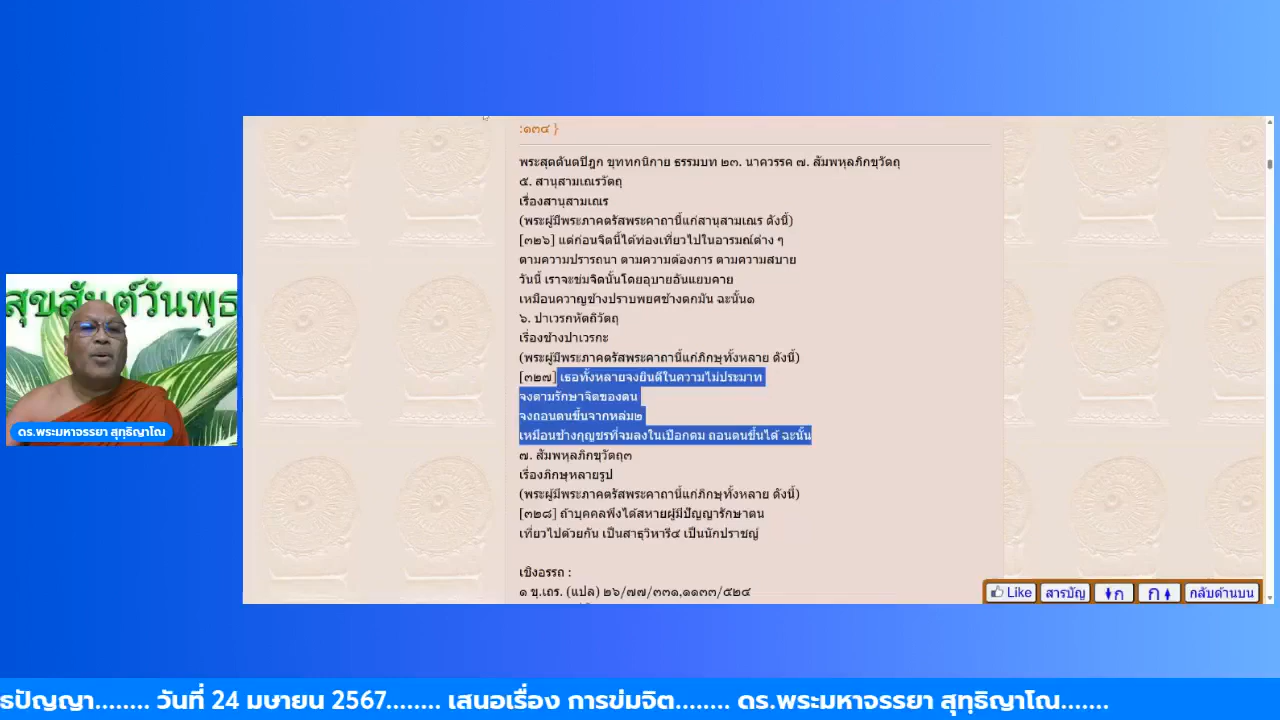 :๑๓๔ }
พระสุตตันตปิฎก ขุททกนิกาย ธรรมบท ๒๓. นาควรรค ๗. สัมพหุลภิกขุวัตถุ
๕. สานุสามเณรวัตถุ
เรื่องสานุสามเณร
(พระผู้มีพระภาคตรัสพระคาถานี้แก่สานุสามเณร ดังนี้)
[๓๒๖] แต่ก่อนจิตนี้ได้ท่องเที่ยวไปในอารมณ์ต่าง ๆ
ตามความปรารถนา ตามความต้องการ ตามความสบาย
วันนี้ เราจะข่มจิตนั้นโดยอุบายอันแยบคาย
เหมือนควาญช้างปราบพยศช้างตกมัน ฉะนั้น๑
๖. ปาเวรกหัตถิวัตถุ
เรื่องช้างปาเวรกะ
(พระผู้มีพระภาคตรัสพระคาถานี้แก่ภิกษุทั้งหลาย ดังนี้)
[๓๒๗] เธอทั้งหลายจงยินดีในความไม่ประมาท
จงตามรักษาจิตของตน
จงถอนตนขึ้นจากหล่ม๒
เหมือนช้างกุญชรที่จมลงในเปือกตม ถอนตนขึ้นได้ ฉะนั้น
๗. สัมพหุลภิกขุวัตถุ๓
เรื่องภิกษุหลายรูป
(พระผู้มีพระภาคตรัสพระคาถานี้แก่ภิกษุทั้งหลาย ดังนี้)
[๓๒๘] ถ้าบุคคลพึงได้สหายผู้มีปัญญารักษาตน
เที่ยวไปด้วยกัน เป็นสาธุวิหารี๔ เป็นนักปราชญ์
เชิงอรรถ :
๑ ขุ.เถร. (แปล) ๒๖/๗๗/๓๓๑,๑๑๓๓/๕๒๔
Like สารบัญ ก ก กลับด้านบน
สุขสันต์วันพุธ
ดร.พระมหาจรรยา สุทฺธิญาโณ
ธปัญญา........ วันที่ 24 เมษายน 2567........ เสนอเรื่อง การข่มจิต........ ดร.พระมหาจรรยา สุทฺธิญาโณ.......